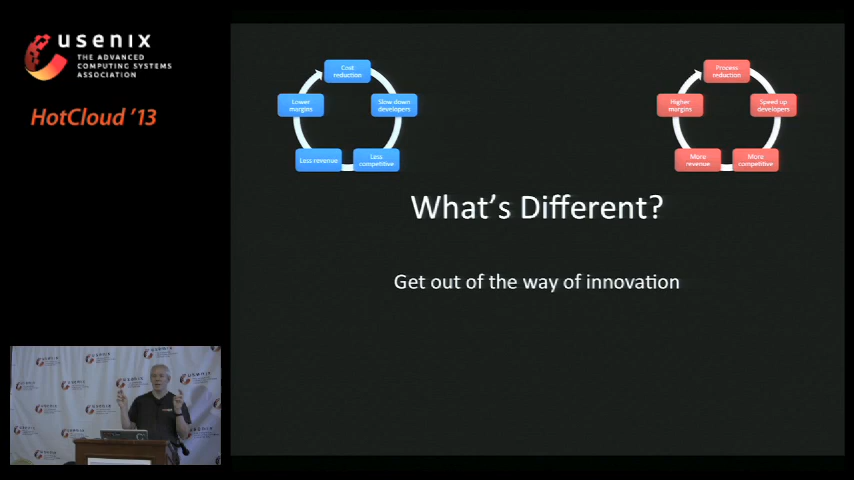 usenix
THE ADVANCED
COMPUTING SYSTEMS
ASSOCIATION
HotCloud '13
Cost
reduction
Slow down
developers
Less
competitive
Less revenue
Lower
margins
Process
reduction
Speed up
developers
More
competitive
More
revenue
Higher
margins
What's Different?
Get out of the way of innovation